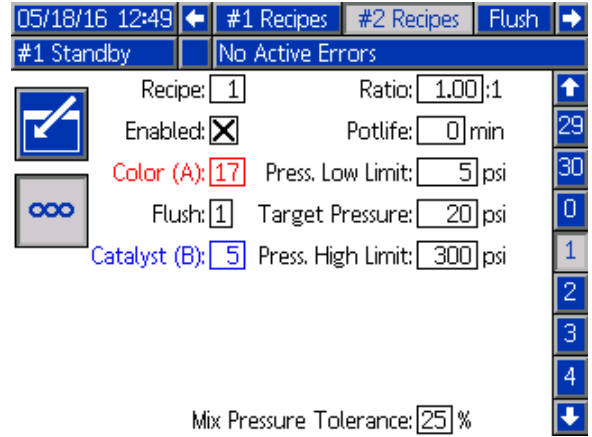 05/18/16 12:49 #1 Recipes #2 Recipes Flush
#1 Standby No Active Errors
Recipe: 1 Ratio: 1.00 :1
Enabled: Potlife: 0 min
Color (A): 17 Press. Low Limit: 5 psi
Flush: 1 Target Pressure: 20 psi
Catalyst (B): 5 Press. High Limit: 300 psi
Mix Pressure Tolerance: 25 %
29
30
0
1
2
3
4